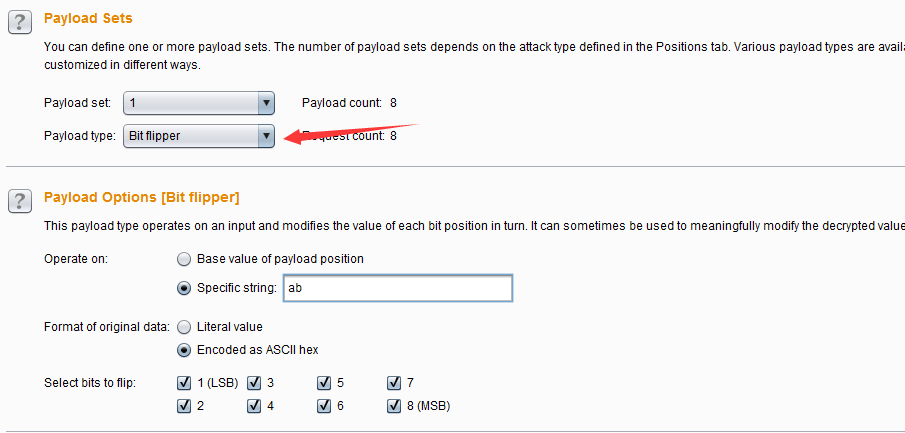 Payload Sets
You can define one or more payload sets. The number of payload sets depends on the attack type defined in the Positions tab. Various payload types are
customized in different ways.
Payload set: 1 Payload count: 8
Payload type: Bit flipper Request count: 8
Payload Options [Bit flipper]
This payload type operates on an input and modifies the value of each bit position in turn. It can sometimes be used to meaningfully modify the decrypted value
Operate on: Base value of payload position
Specific string: ab
Format of original data: Literal value
Encoded as ASCII hex
Select bits to flip: 1 (LSB) 3 5 7
2 4 6 8 (MSB)